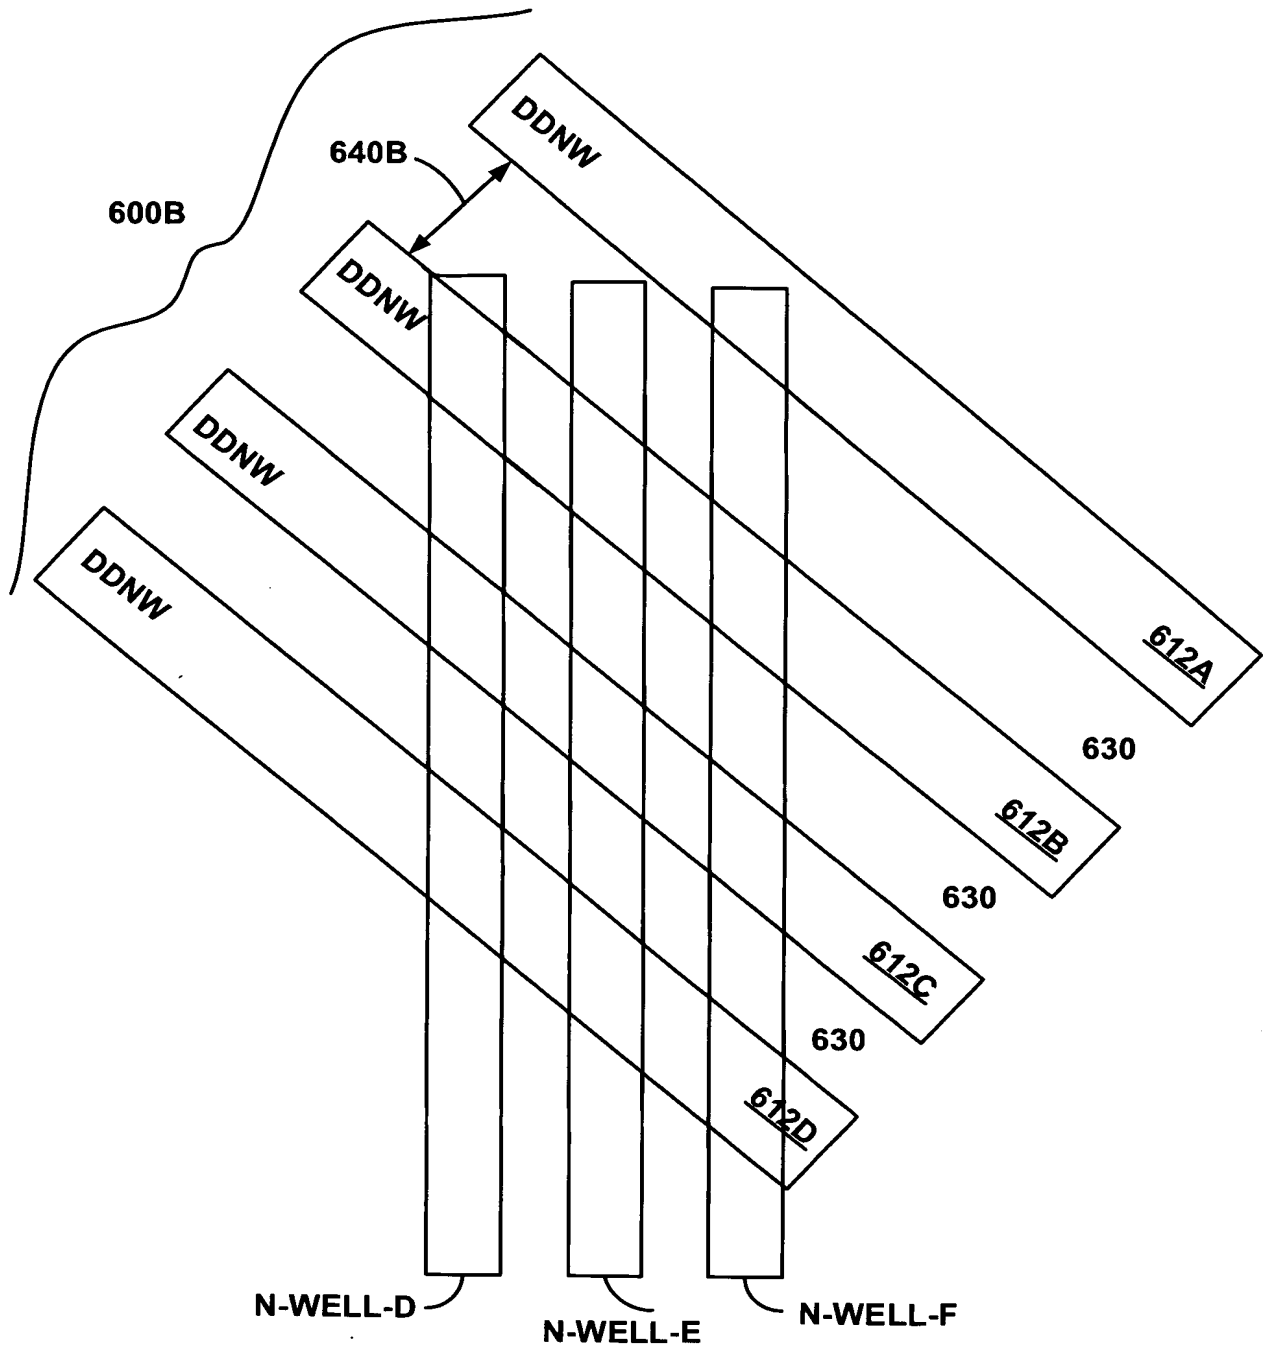 DDNW
640B
600B
DDNW
DDNW
DDNW
612A
630
612B
630
612C
630
612D
N-WELL-D
N-WELL-E
N-WELL-F